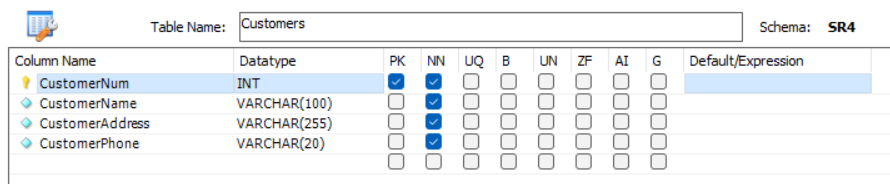 Table Name: Customers Schema: SR4
Column Name Datatype PK NN UQ B UN ZF AI G Default/Expression
CustomerNum INT
CustomerName VARCHAR(100)
CustomerAddress VARCHAR(255)
CustomerPhone VARCHAR(20)